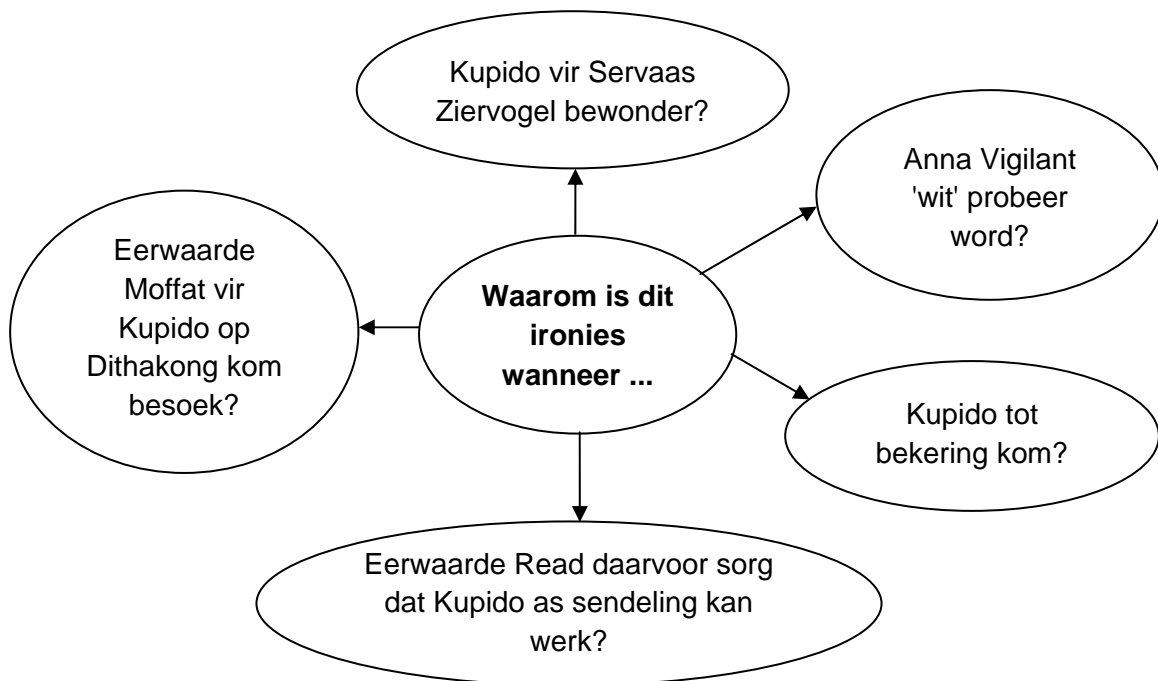 Kupido vir Servaas
Ziervogel bewonder?
Anna Vigilant
'wit' probeer
word?
Eerwaarde
Moffat vir
Kupido op
Dithakong kom
besoek?
Waarom is dit
ironies
wanneer ...
Kupido tot
bekering kom?
Eerwaarde Read daarvoor sorg
dat Kupido as sendeling kan
werk?